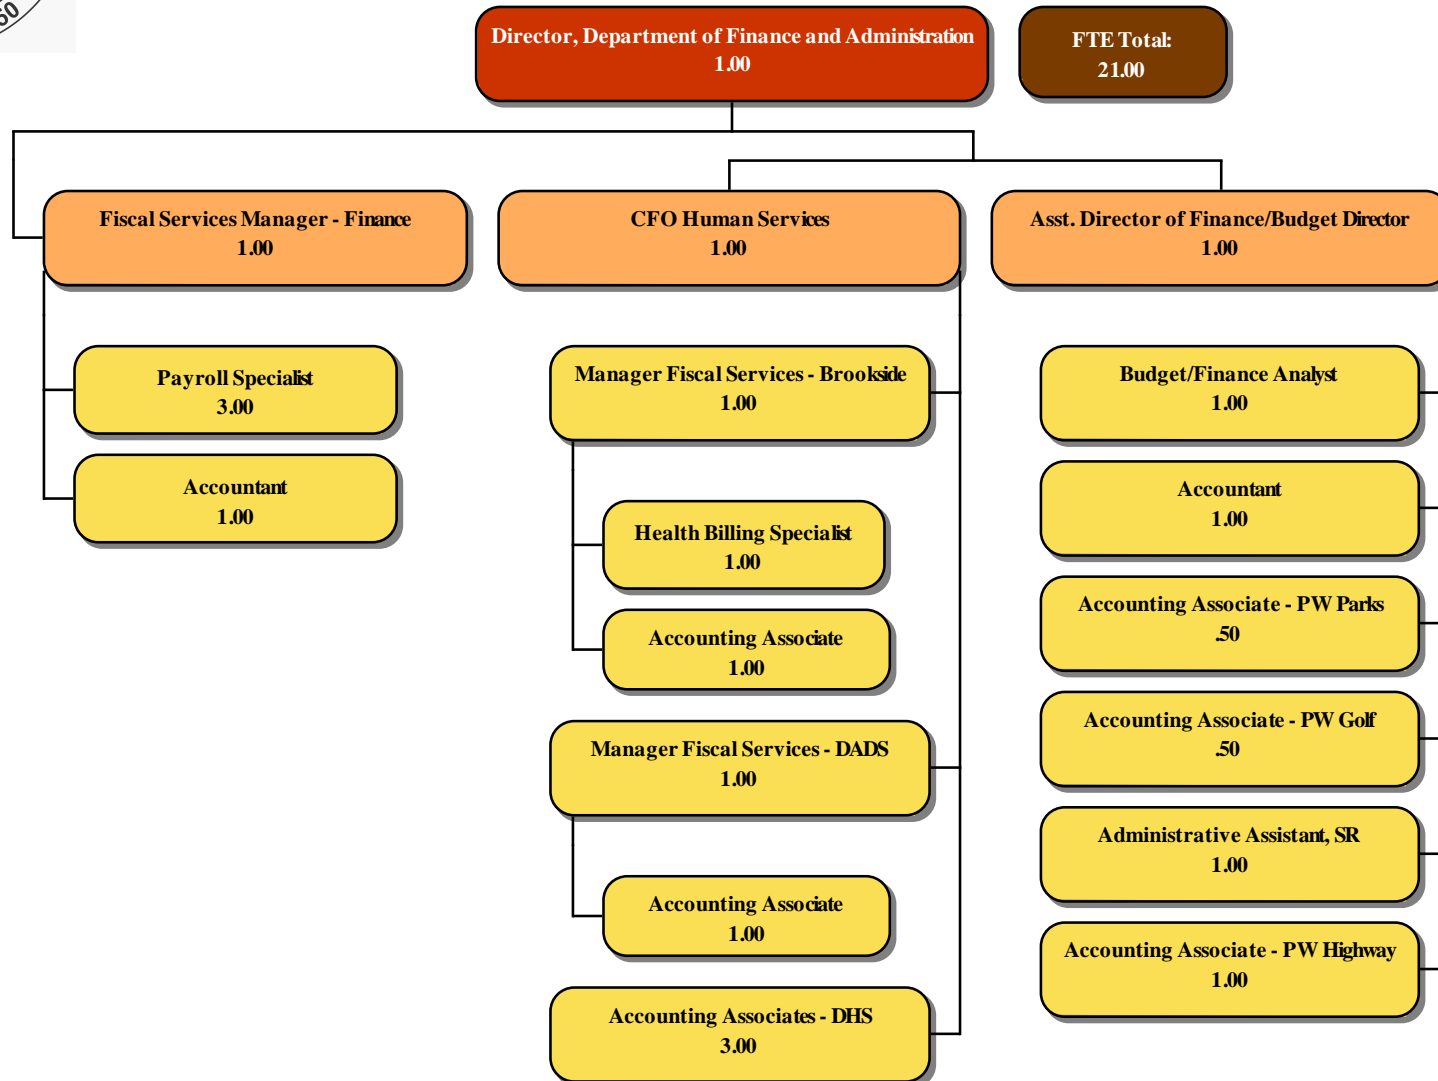 60
Director, Department of Finance and Administration
1.00
FTE Total:
21.00
Fiscal Services Manager - Finance
1.00
CFO Human Services
1.00
Asst. Director of Finance/Budget Director
1.00
Payroll Specialist
3.00
Accountant
1.00
Manager Fiscal Services - Brookside
1.00
Health Billing Specialist
1.00
Accounting Associate
1.00
Manager Fiscal Services - DADS
1.00
Accounting Associate
1.00
Accounting Associates - DHS
3.00
Budget/Finance Analyst
1.00
Accountant
1.00
Accounting Associate - PW Parks
.50
Accounting Associate - PW Golf
.50
Administrative Assistant, SR
1.00
Accounting Associate - PW Highway
1.00